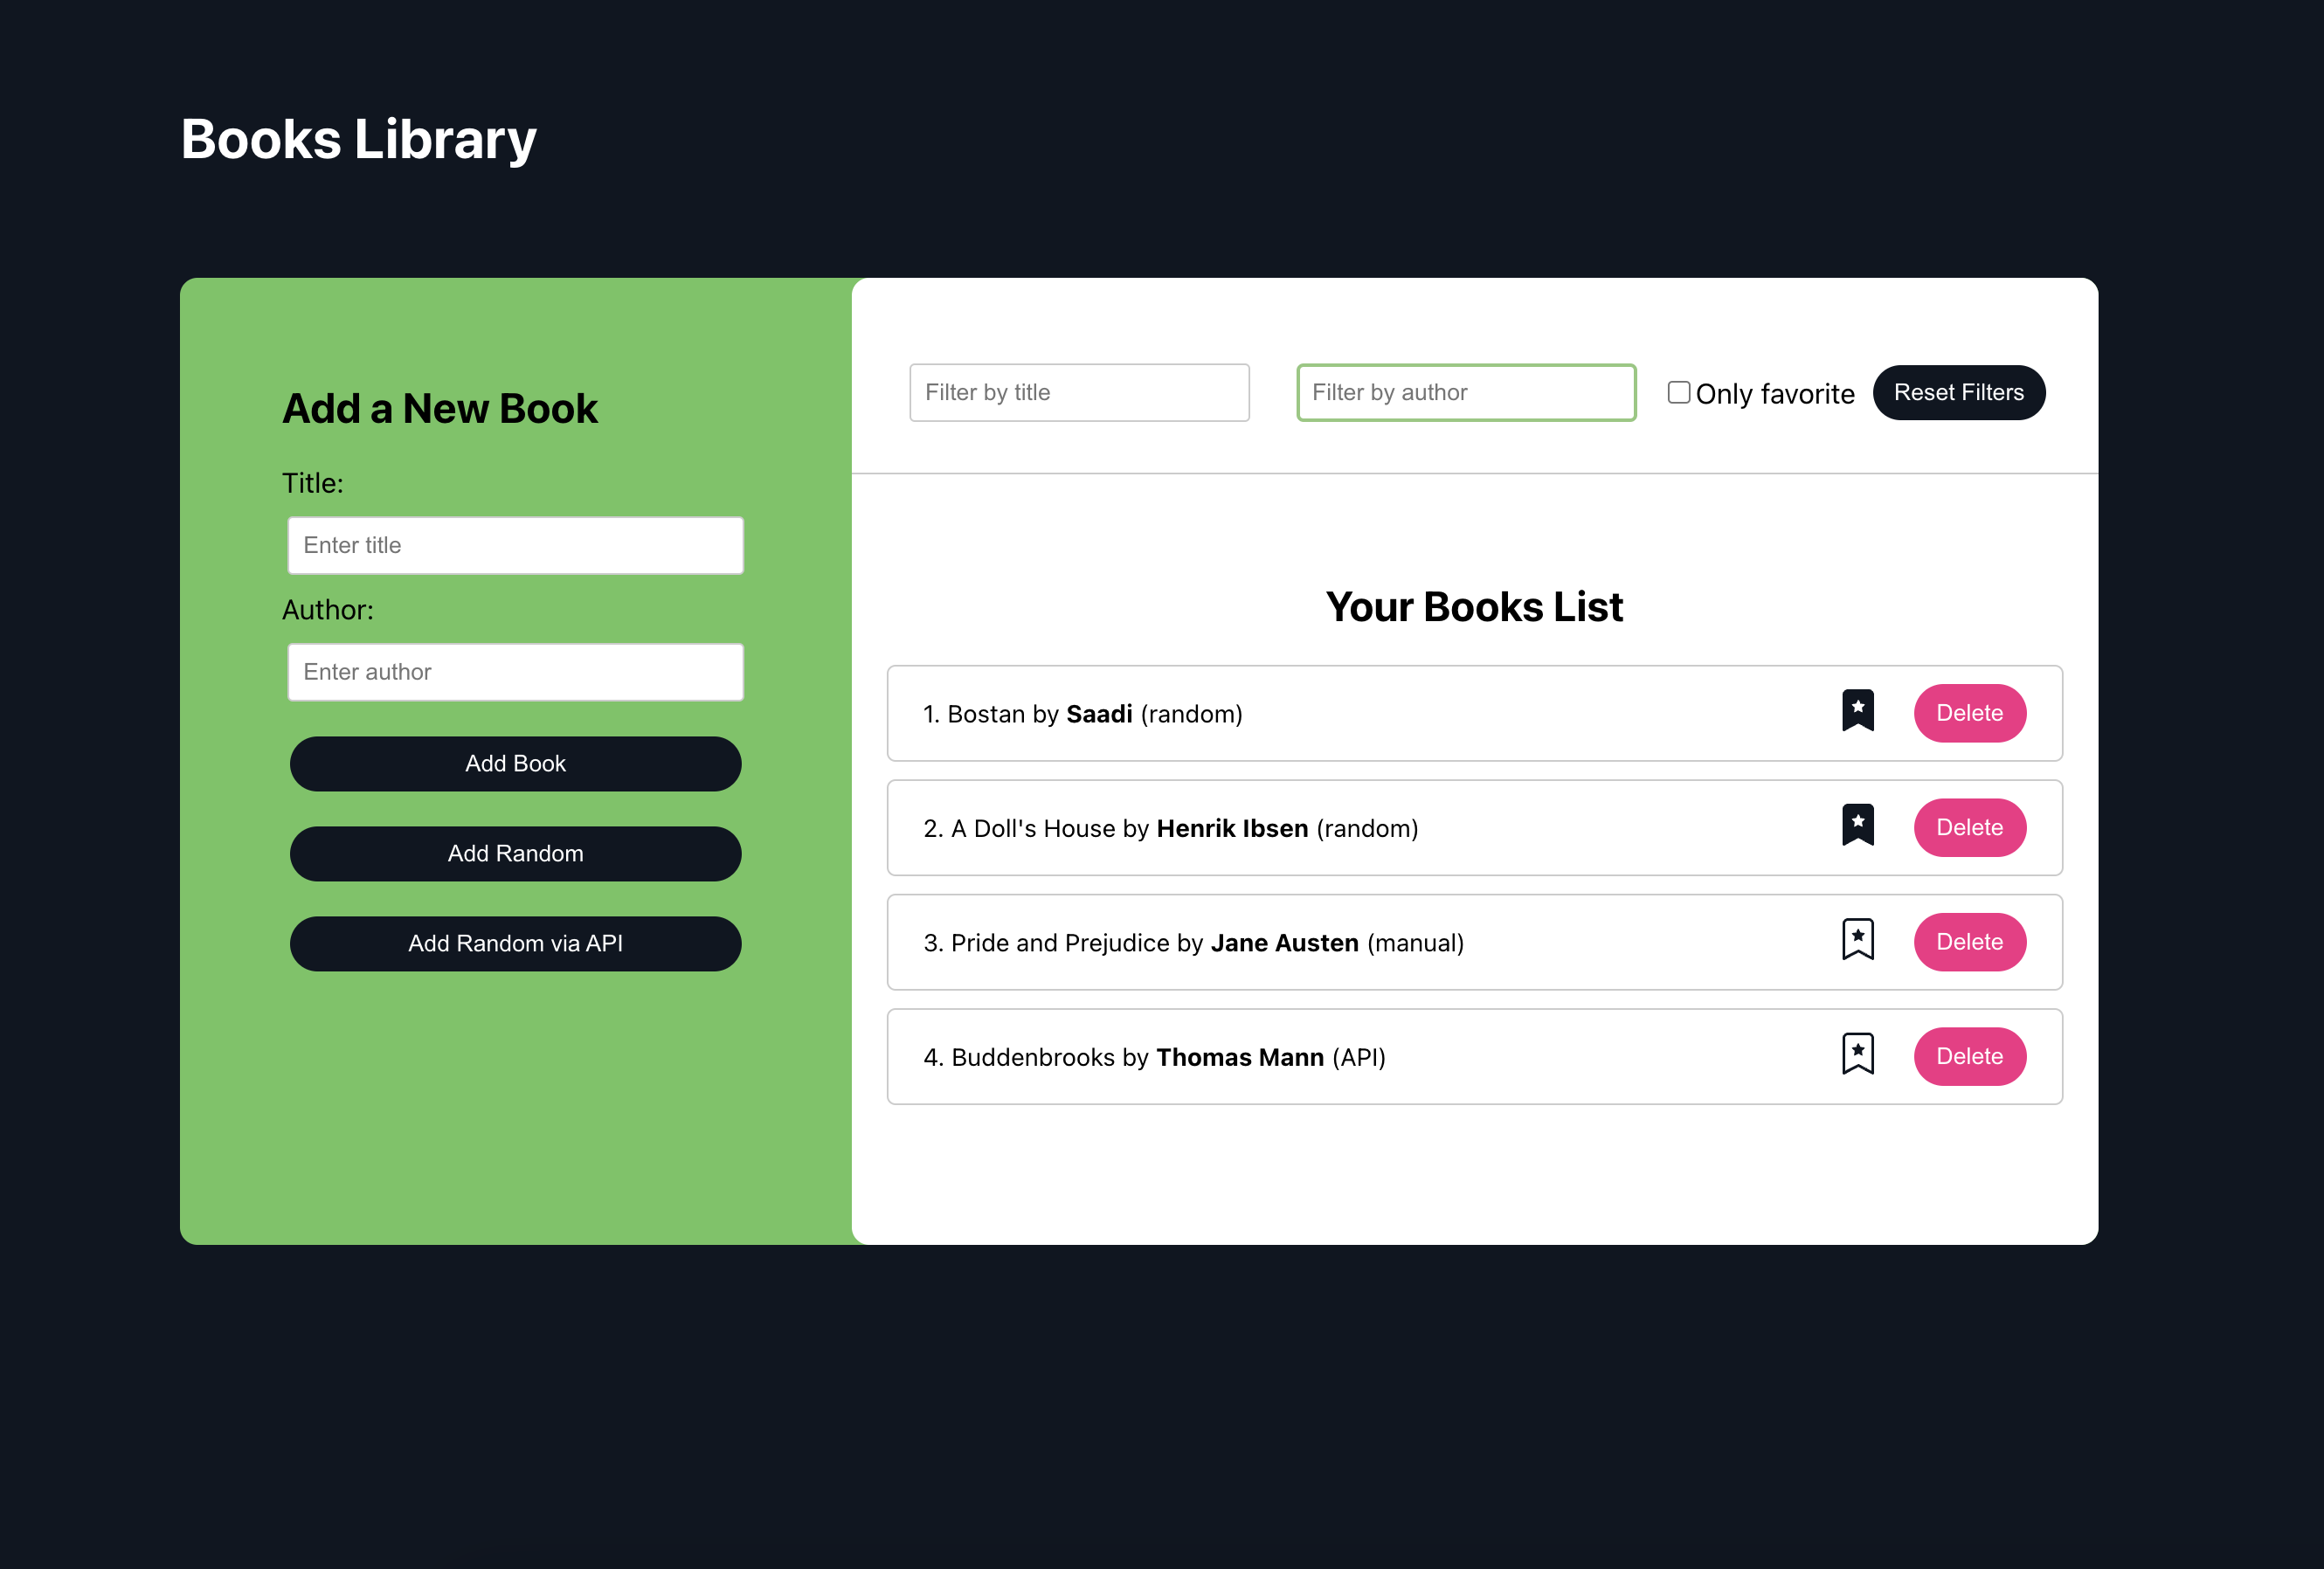 Books Library
Add a New Book
Title:
Enter title
Author:
Enter author
Add Book
Add Random
Add Random via API
Filter by title
Filter by author
Only favorite
Reset Filters
Your Books List
1. Bostan by Saadi (random)
Delete
2. A Doll's House by Henrik Ibsen (random)
Delete
3. Pride and Prejudice by Jane Austen (manual)
Delete
4. Buddenbrooks by Thomas Mann (API)
Delete